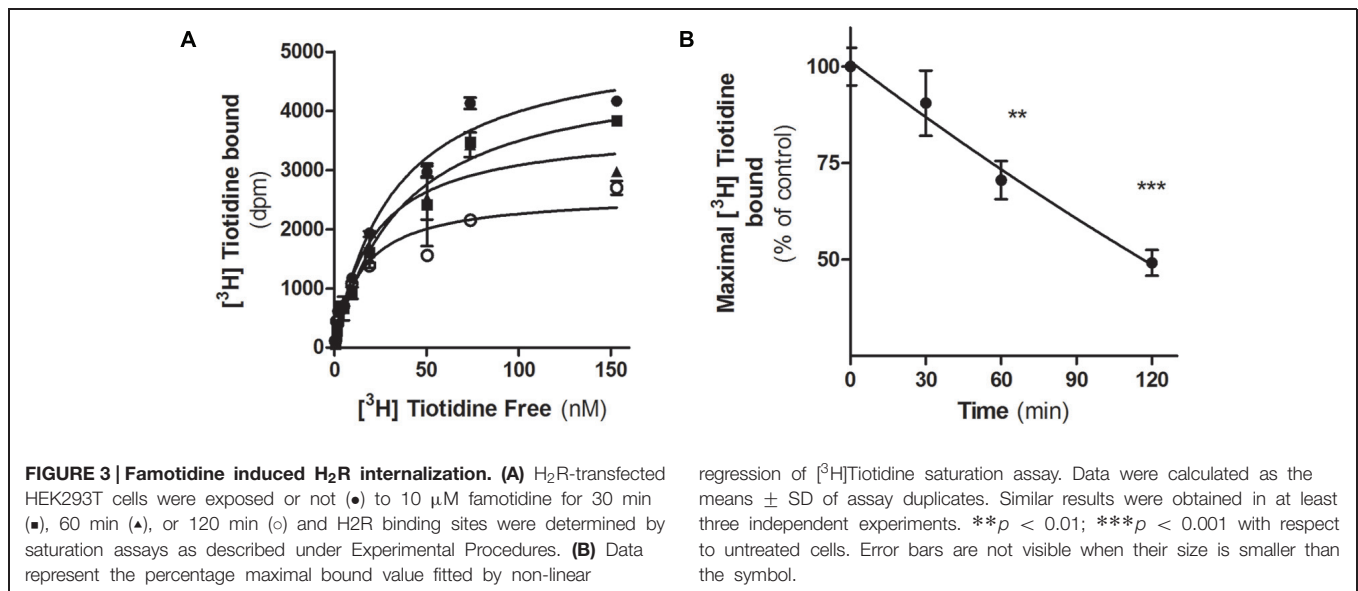 A
5000
4000
3000
2000
1000
0
[³H] Tiotidine bound
(dpm)
0 50 100 150
[³H] Tiotidine Free (nM)
B
100
75
50
Maximal [³H] Tiotidine
bound
(% of control)
**
***
0 30 60 90 120
Time (min)
FIGURE 3 | Famotidine induced H₂R internalization. (A) H₂R-transfected
HEK293T cells were exposed or not (●) to 10 μM famotidine for 30 min
(■), 60 min (▲), or 120 min (○) and H2R binding sites were determined by
saturation assays as described under Experimental Procedures. (B) Data
represent the percentage maximal bound value fitted by non-linear
regression of [³H]Tiotidine saturation assay. Data were calculated as the
means ± SD of assay duplicates. Similar results were obtained in at least
three independent experiments. **p < 0.01; ***p < 0.001 with respect
to untreated cells. Error bars are not visible when their size is smaller than
the symbol.